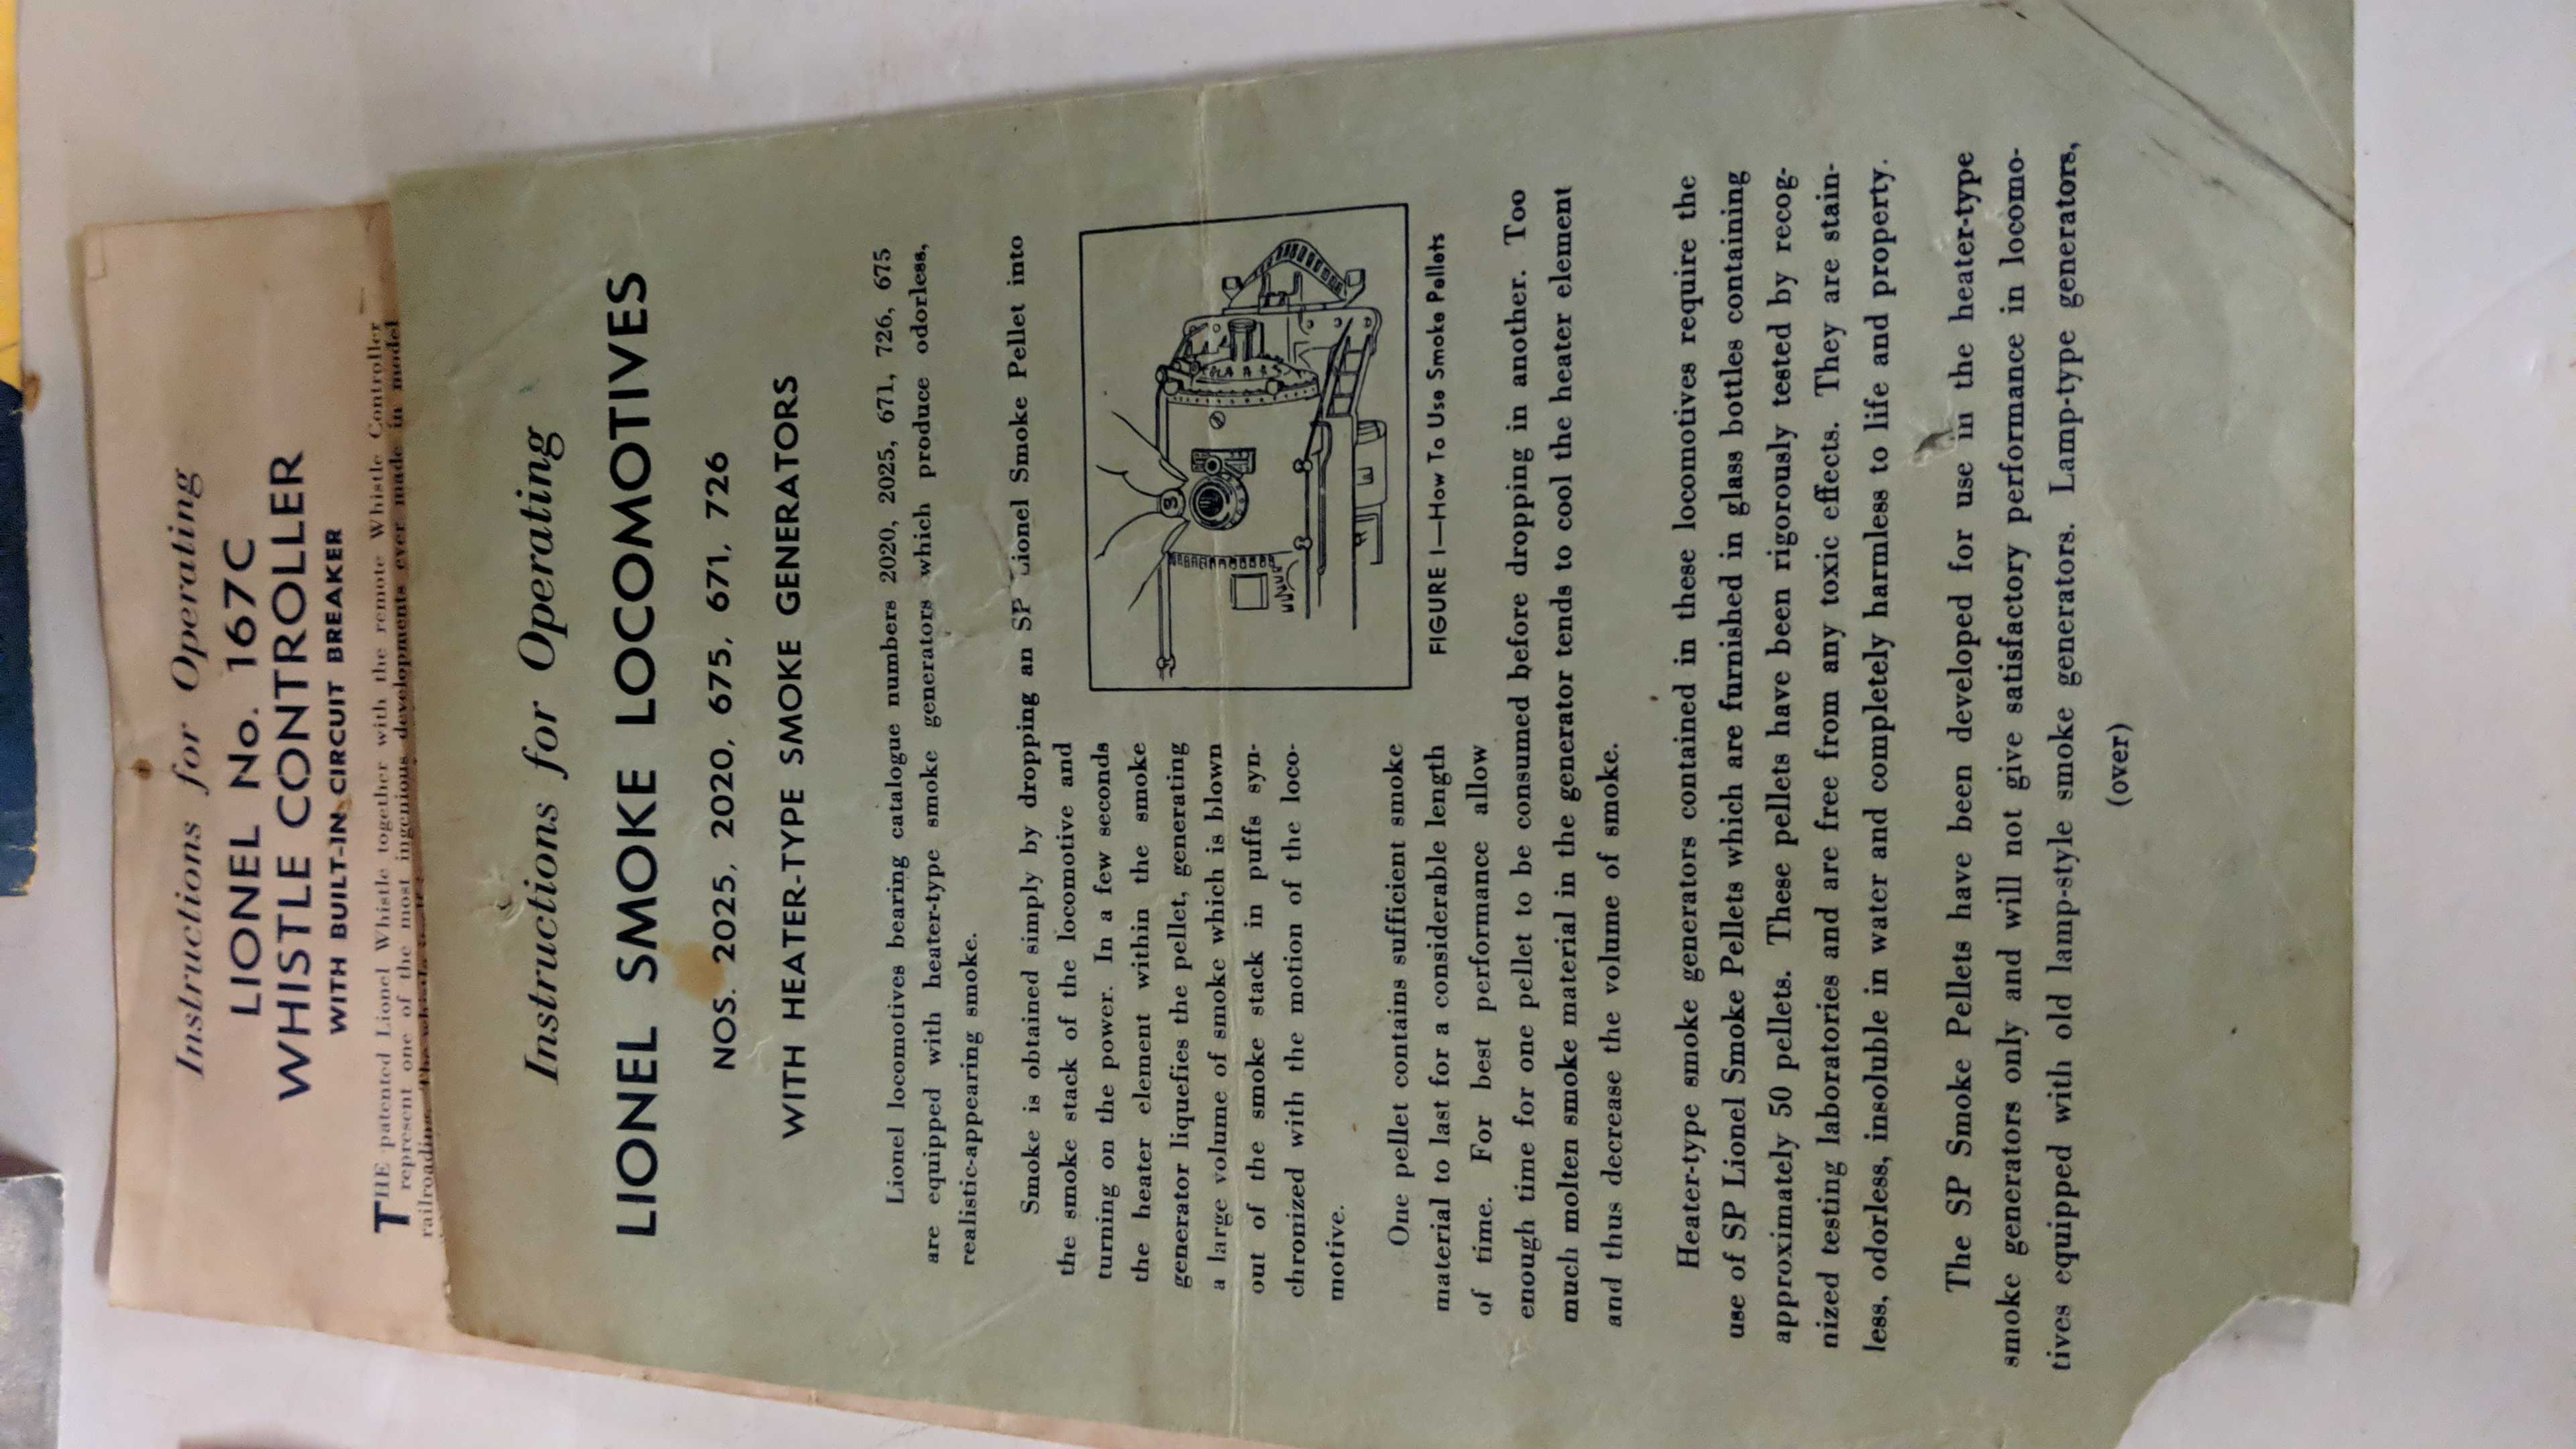 Instructions for Operating
LIONEL No. 167C
WHISTLE CONTROLLER
WITH BUILT-IN CIRCUIT BREAKER
THE patented Lionel Whistle together with the remote Whistle Controller
represent one of the most ingenious developments ever made in model
railroading.
Instructions for Operating
LIONEL SMOKE LOCOMOTIVES
NOS. 2025, 2020, 675, 671, 726
WITH HEATER-TYPE SMOKE GENERATORS
Lionel locomotives bearing catalogue numbers 2020, 2025, 671, 726, 675
are equipped with heater-type smoke generators which produce odorless,
realistic-appearing smoke.
Smoke is obtained simply by dropping an SP Lionel Smoke Pellet into
the smoke stack of the locomotive and
turning on the power. In a few seconds
the heater element within the smoke
generator liquefies the pellet, generating
a large volume of smoke which is blown
out of the smoke stack in puffs syn-
chronized with the motion of the loco-
motive.
FIGURE 1—How To Use Smoke Pellets
One pellet contains sufficient smoke
material to last for a considerable length
of time. For best performance allow
enough time for one pellet to be consumed before dropping in another. Too
much molten smoke material in the generator tends to cool the heater element
and thus decrease the volume of smoke.
Heater-type smoke generators contained in these locomotives require the
use of SP Lionel Smoke Pellets which are furnished in glass bottles containing
approximately 50 pellets. These pellets have been rigorously tested by recog-
nized testing laboratories and are free from any toxic effects. They are stain-
less, odorless, insoluble in water and completely harmless to life and property.
The SP Smoke Pellets have been developed for use in the heater-type
smoke generators only and will not give satisfactory performance in locomo-
tives equipped with old lamp-style smoke generators. Lamp-type generators,
(over)